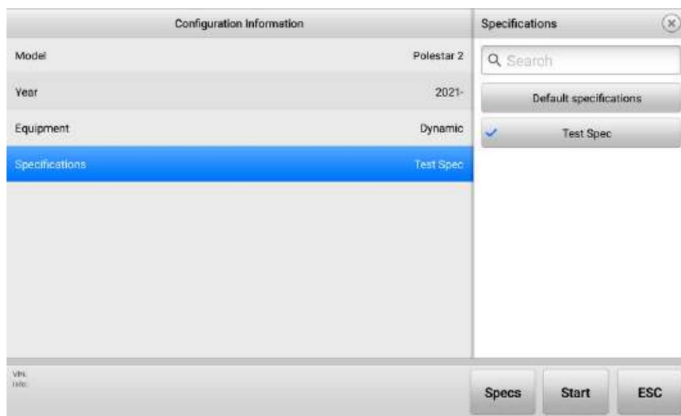 Configuration Information
Specifications
Model Polestar 2
Search
Year 2021-
Default specifications
Equipment Dynamic
Test Spec
Specifications Test Spec
VIN:
Info:
Specs Start ESC